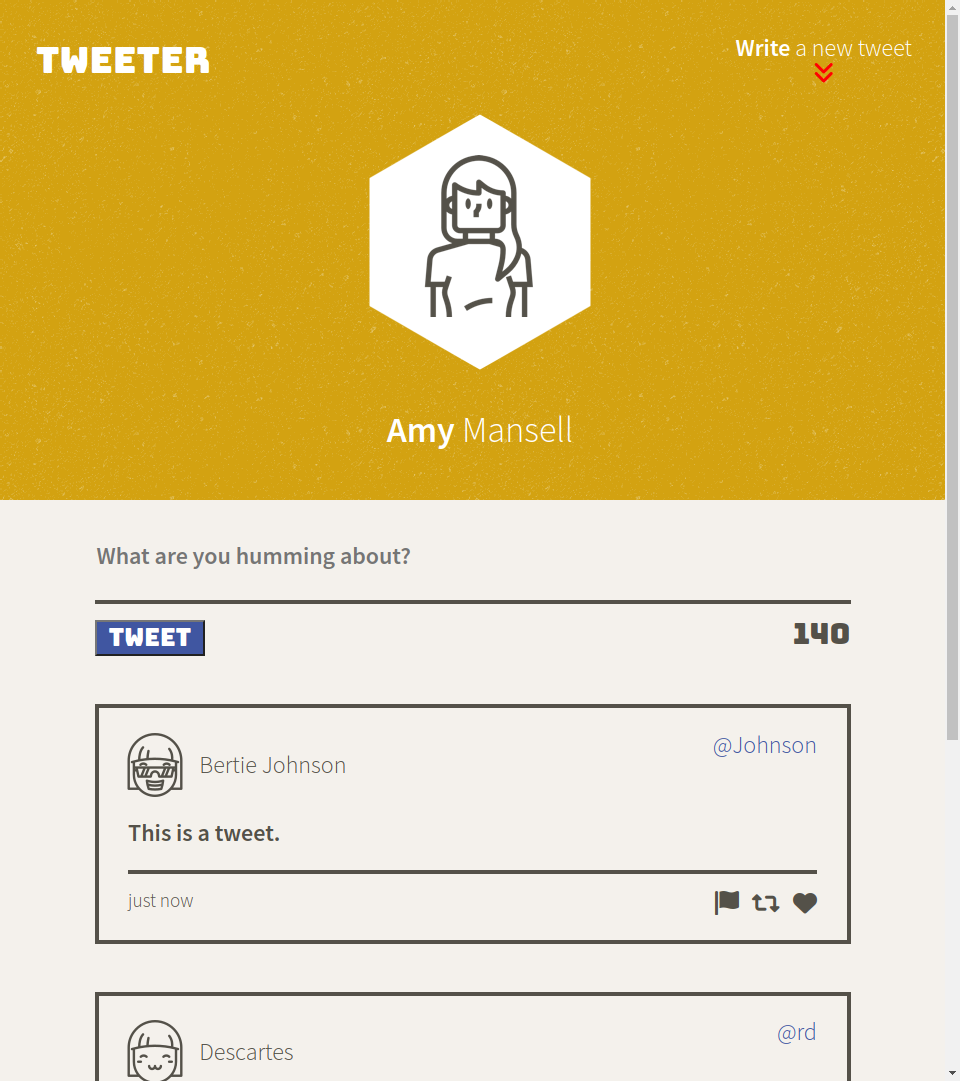 TWEETER
Write a new tweet
Amy Mansell
What are you humming about?
TWEET
140
Bertie Johnson
@Johnson
This is a tweet.
just now
Descartes
@rd